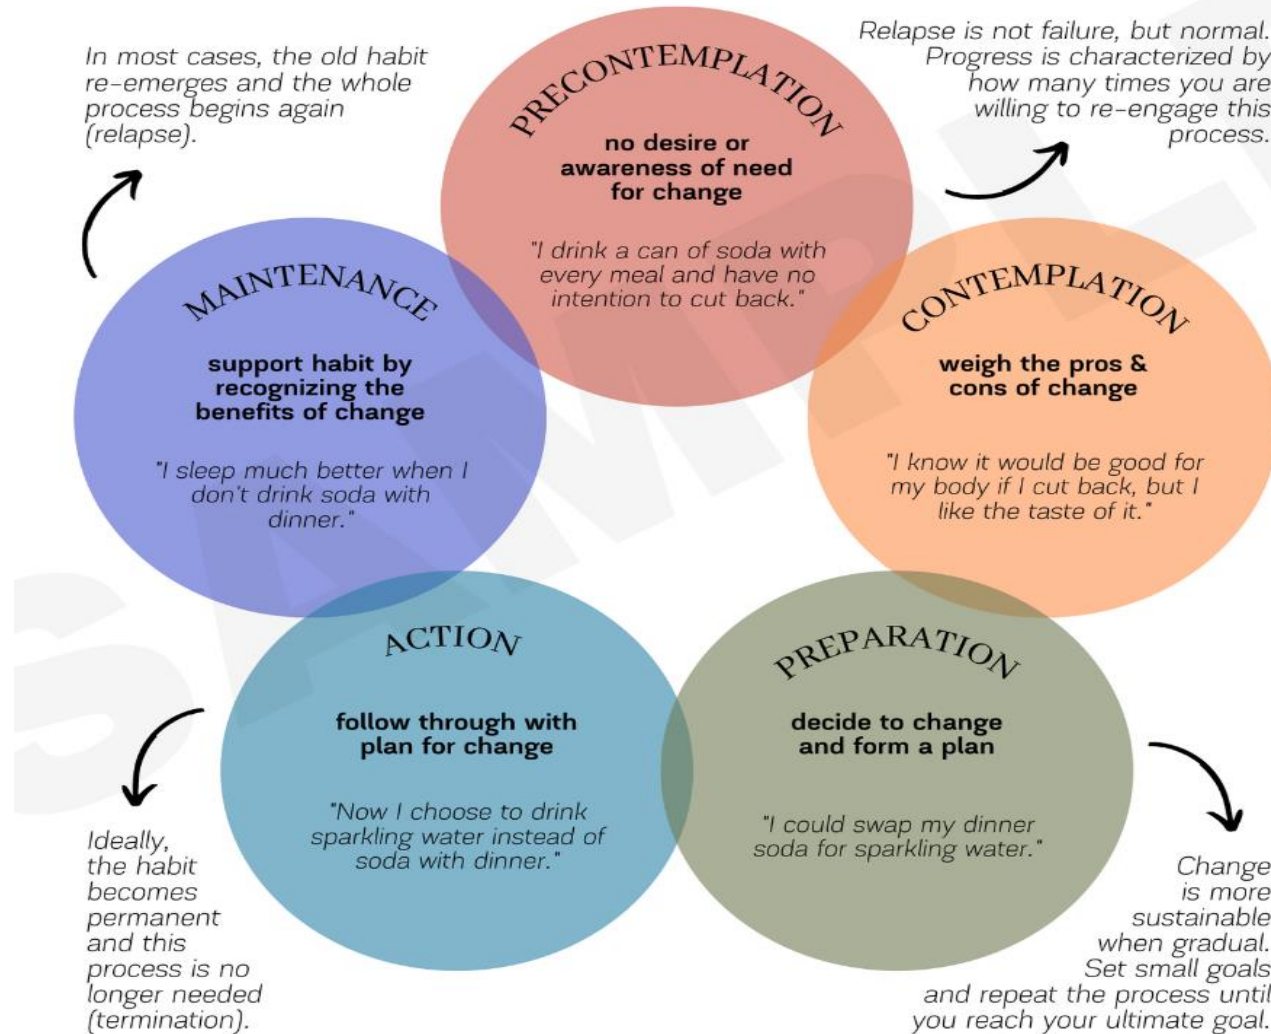 In most cases, the old habit
re-emerges and the whole
process begins again
(relapse).
PRECONTEMPLATION
no desire or
awareness of need
for change
"I drink a can of soda with
every meal and have no
intention to cut back."
Relapse is not failure, but normal.
Progress is characterized by
how many times you are
willing to re-engage this
process.
MAINTENANCE
support habit by
recognizing the
benefits of change
"I sleep much better when I
don't drink soda with
dinner."
CONTEMPLATION
weigh the pros &
cons of change
"I know it would be good for
my body if I cut back, but I
like the taste of it."
ACTION
follow through with
plan for change
"Now I choose to drink
sparkling water instead of
soda with dinner."
PREPARATION
decide to change
and form a plan
"I could swap my dinner
soda for sparkling water."
Ideally,
the habit
becomes
permanent
and this
process is no
longer needed
(termination).
Change
is more
sustainable
when gradual.
Set small goals
and repeat the process until
you reach your ultimate goal.
SAMPL